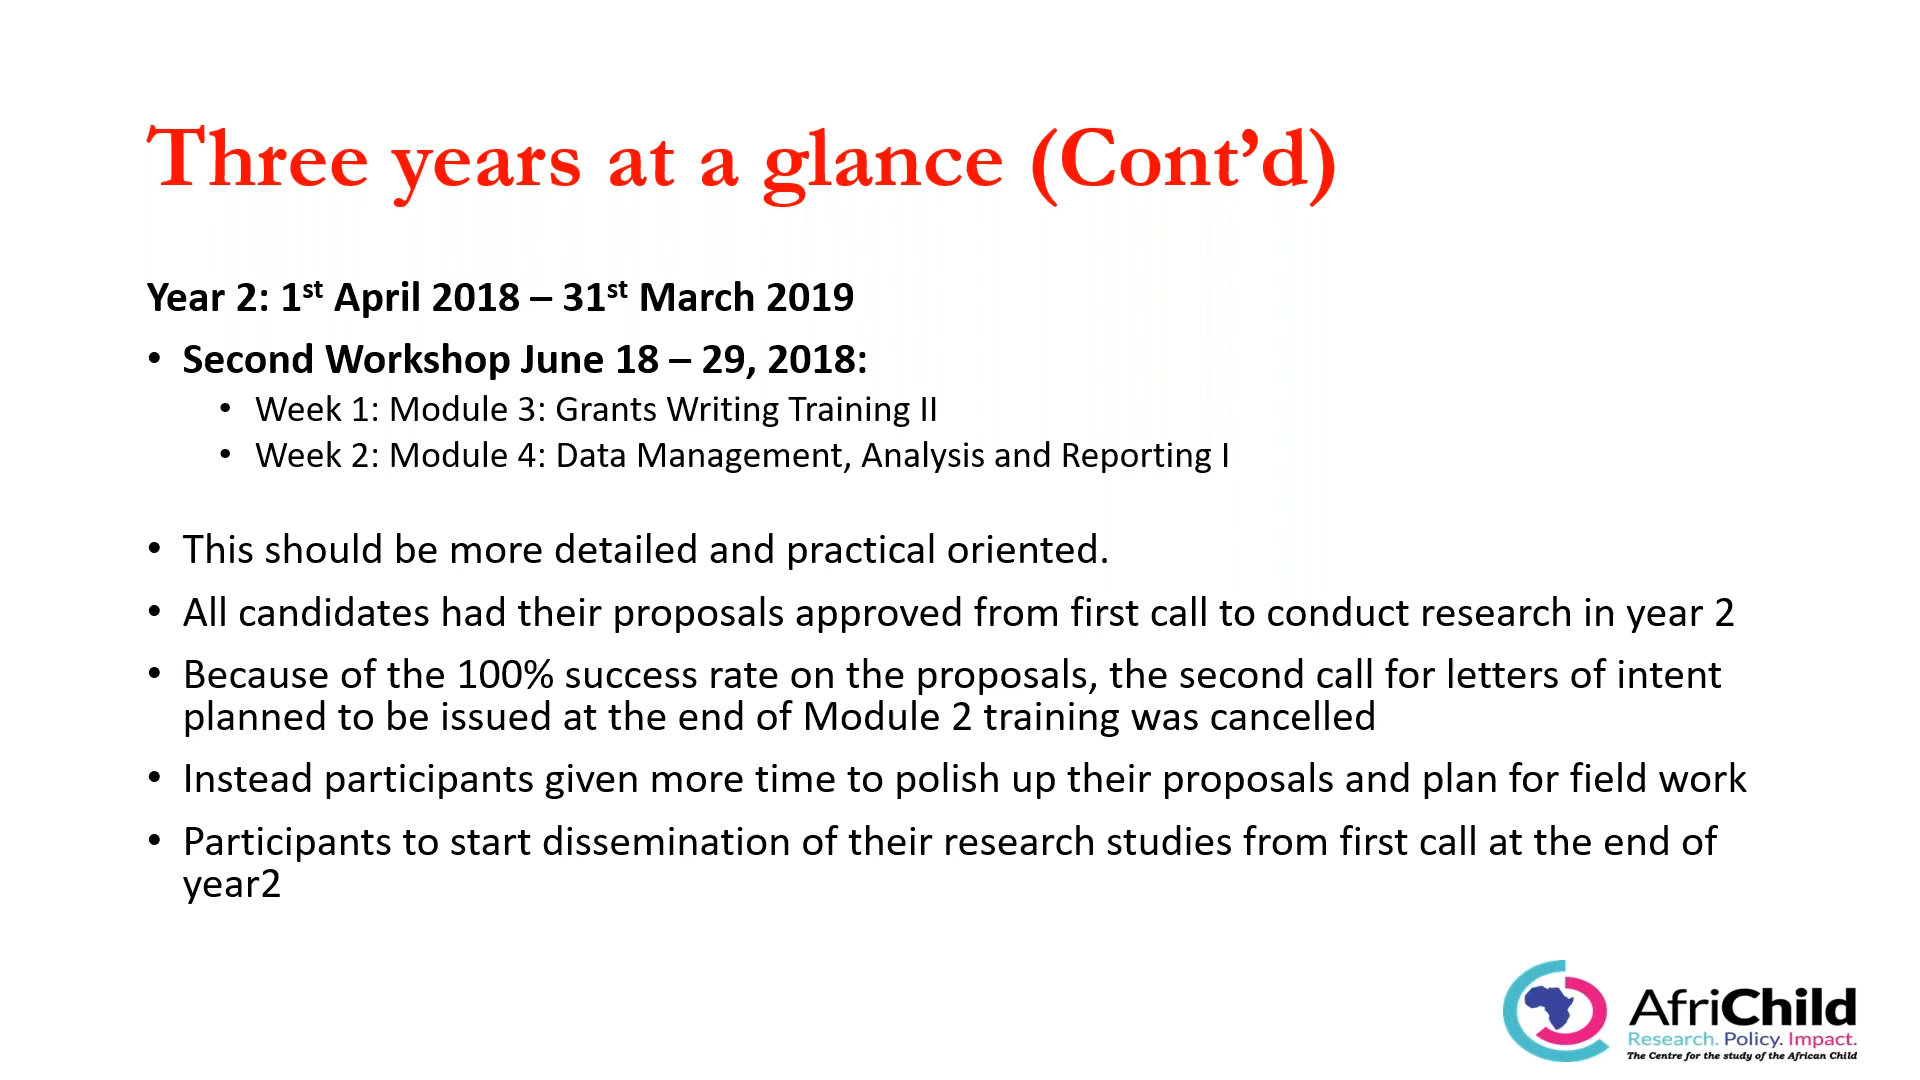 Three years at a glance (Cont’d)
Year 2: 1st April 2018 – 31st March 2019
• Second Workshop June 18 – 29, 2018:
• Week 1: Module 3: Grants Writing Training II
• Week 2: Module 4: Data Management, Analysis and Reporting I
• This should be more detailed and practical oriented.
• All candidates had their proposals approved from first call to conduct research in year 2
• Because of the 100% success rate on the proposals, the second call for letters of intent
planned to be issued at the end of Module 2 training was cancelled
• Instead participants given more time to polish up their proposals and plan for field work
• Participants to start dissemination of their research studies from first call at the end of
year2
AfriChild
Research. Policy. Impact.
The Centre for the study of the African Child